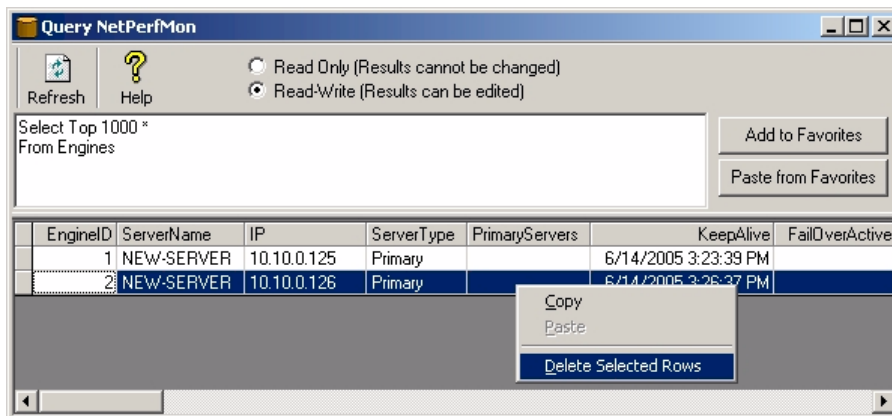 Query NetPerfMon
Refresh
Help
Read Only (Results cannot be changed)
Read-Write (Results can be edited)
Select Top 1000 *
From Engines
Add to Favorites
Paste from Favorites
EngineID ServerName IP ServerType PrimaryServers KeepAlive FailOverActive
1 NEW-SERVER 10.10.0.125 Primary 6/14/2005 3:23:39 PM
2 NEW-SERVER 10.10.0.126 Primary 6/14/2005 3:26:37 PM
Copy
Paste
Delete Selected Rows